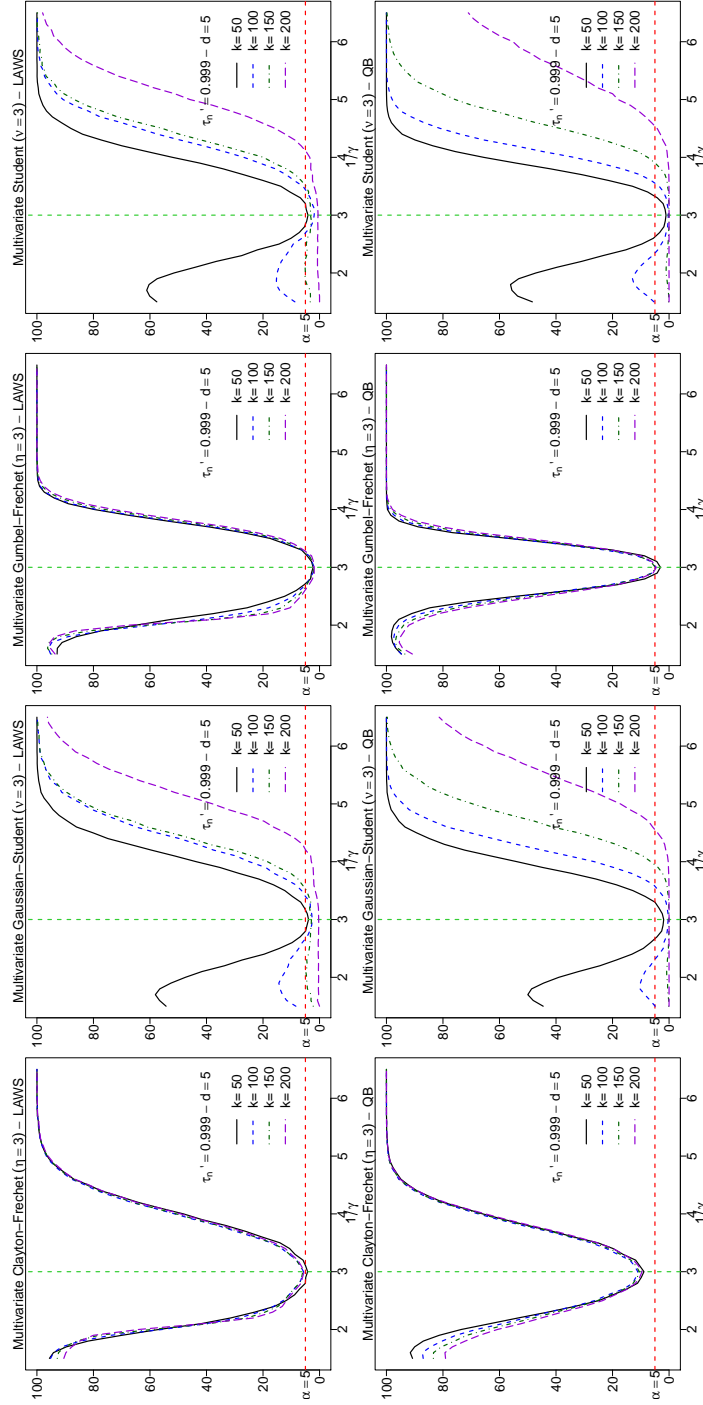 Multivariate Clayton−Frechet (η = 3) − LAWS
100
80
60
40
20
α = 5
0
τn' = 0.999 − d = 5
k= 50
k= 100
k= 150
k= 200
2 3 4 5 6
1/γ
Multivariate Gaussian−Student (ν = 3) − LAWS
100
80
60
40
20
α = 5
0
τn' = 0.999 − d = 5
k= 50
k= 100
k= 150
k= 200
2 3 4 5 6
1/γ
Multivariate Gumbel−Frechet (η = 3) − LAWS
100
80
60
40
20
α = 5
0
τn' = 0.999 − d = 5
k= 50
k= 100
k= 150
k= 200
2 3 4 5 6
1/γ
Multivariate Student (ν = 3) − LAWS
100
80
60
40
20
α = 5
0
τn' = 0.999 − d = 5
k= 50
k= 100
k= 150
k= 200
2 3 4 5 6
1/γ
Multivariate Clayton−Frechet (η = 3) − QB
100
80
60
40
20
α = 5
0
τn' = 0.999 − d = 5
k= 50
k= 100
k= 150
k= 200
2 3 4 5 6
1/γ
Multivariate Gaussian−Student (ν = 3) − QB
100
80
60
40
20
α = 5
0
τn' = 0.999 − d = 5
k= 50
k= 100
k= 150
k= 200
2 3 4 5 6
1/γ
Multivariate Gumbel−Frechet (η = 3) − QB
100
80
60
40
20
α = 5
0
τn' = 0.999 − d = 5
k= 50
k= 100
k= 150
k= 200
2 3 4 5 6
1/γ
Multivariate Student (ν = 3) − QB
100
80
60
40
20
α = 5
0
τn' = 0.999 − d = 5
k= 50
k= 100
k= 150
k= 200
2 3 4 5 6
1/γ